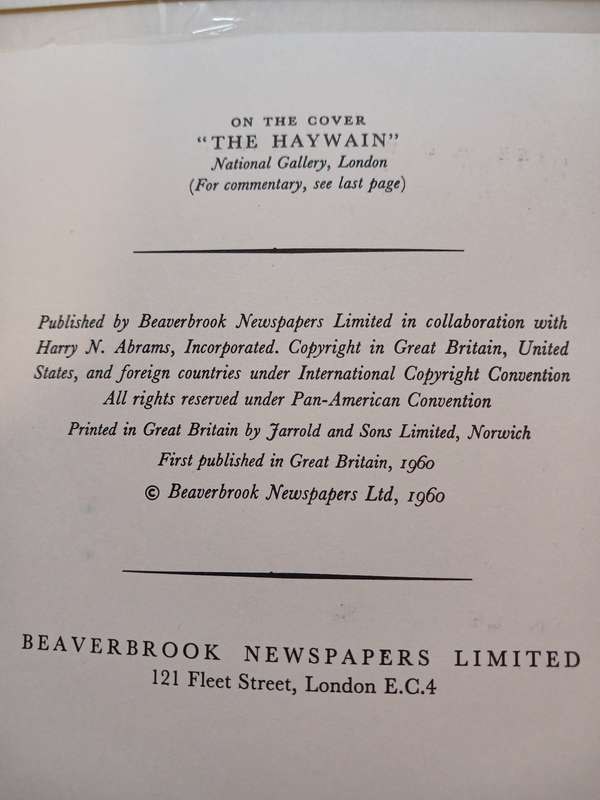 ON THE COVER
“THE HAYWAIN”
National Gallery, London
(For commentary, see last page)
Published by Beaverbrook Newspapers Limited in collaboration with
Harry N. Abrams, Incorporated. Copyright in Great Britain, United
States, and foreign countries under International Copyright Convention
All rights reserved under Pan-American Convention
Printed in Great Britain by Jarrold and Sons Limited, Norwich
First published in Great Britain, 1960
© Beaverbrook Newspapers Ltd, 1960
BEAVERBROOK NEWSPAPERS LIMITED
121 Fleet Street, London E.C.4